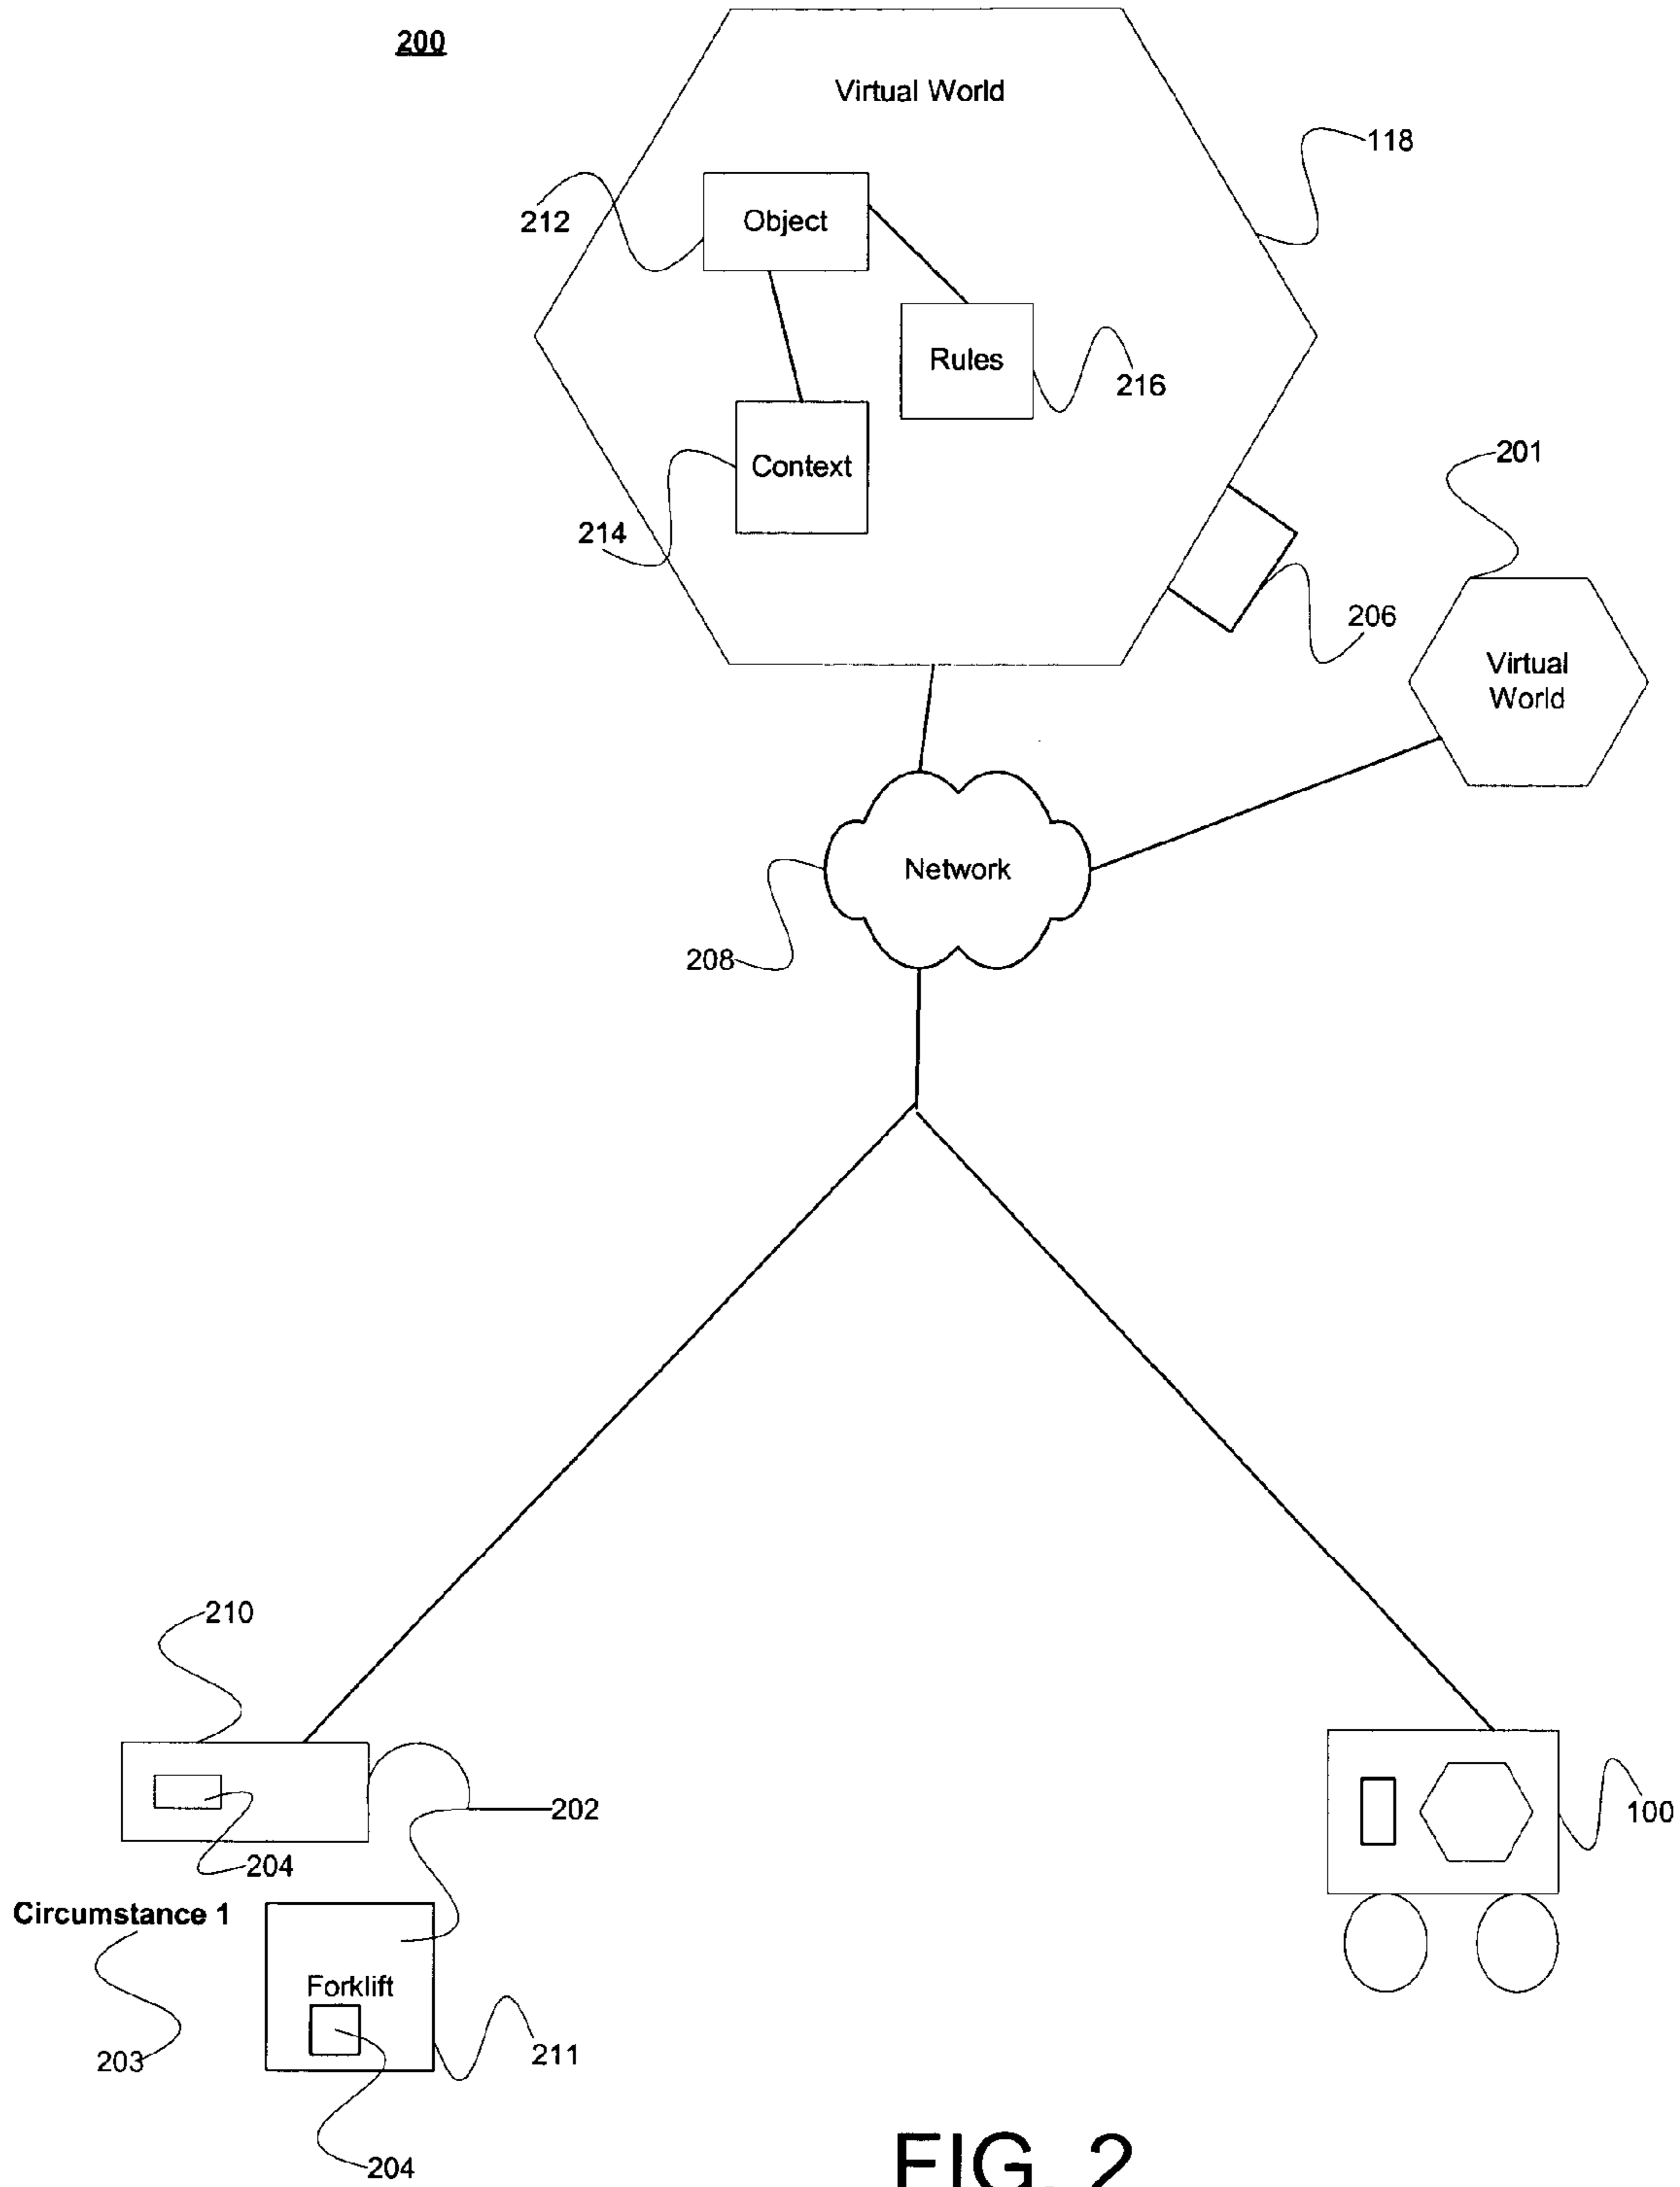 200
Virtual World
118
212
Object
Rules
216
Context
214
201
206
Virtual
World
Network
208
210
202
204
100
Circumstance 1
Forklift
203
211
204
FIG. 2